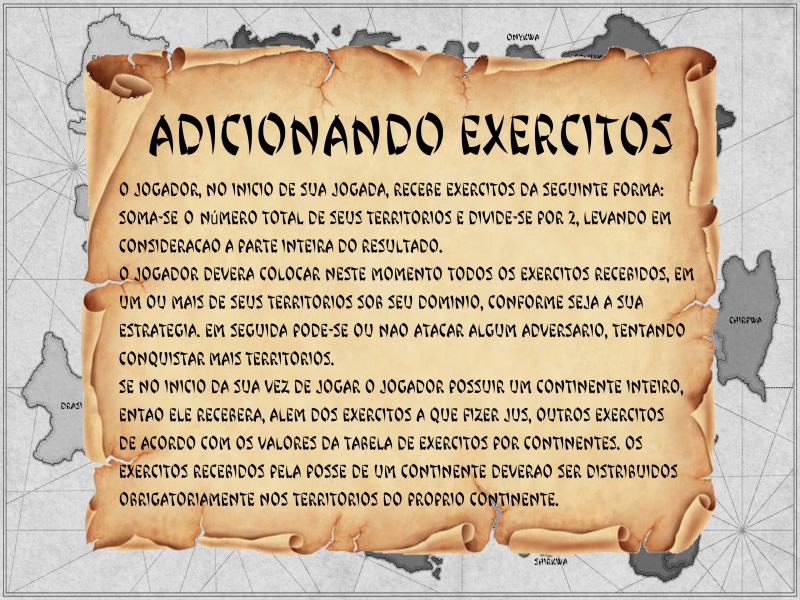 ONYKWA
ADICIONANDO EXERCITOS
O JOGADOR, NO INICIO DE SUA JOGADA, RECEBE EXERCITOS DA SEGUINTE FORMA:
SOMA-SE O NÚMERO TOTAL DE SEUS TERRITORIOS E DIVIDE-SE POR 2, LEVANDO EM
CONSIDERACAO A PARTE INTEIRA DO RESULTADO.
O JOGADOR DEVERA COLOCAR NESTE MOMENTO TODOS OS EXERCITOS RECEBIDOS, EM
UM OU MAIS DE SEUS TERRITORIOS SOB SEU DOMINIO, CONFORME SEJA A SUA
ESTRATEGIA. EM SEGUIDA PODE-SE OU NAO ATACAR ALGUM ADVERSARIO, TENTANDO
CONQUISTAR MAIS TERRITORIOS.
SE NO INICIO DA SUA VEZ DE JOGAR O JOGADOR POSSUIR UM CONTINENTE INTEIRO,
ENTAO ELE RECEBERA, ALEM DOS EXERCITOS A QUE FIZER JUS, OUTROS EXERCITOS
DE ACORDO COM OS VALORES DA TABELA DE EXERCITOS POR CONTINENTES. OS
EXERCITOS RECEBIDOS PELA POSSE DE UM CONTINENTE DEVERAO SER DISTRIBUIDOS
OBRIGATORIAMENTE NOS TERRITORIOS DO PROPRIO CONTINENTE.
CHIRPWA
SHIRKWA